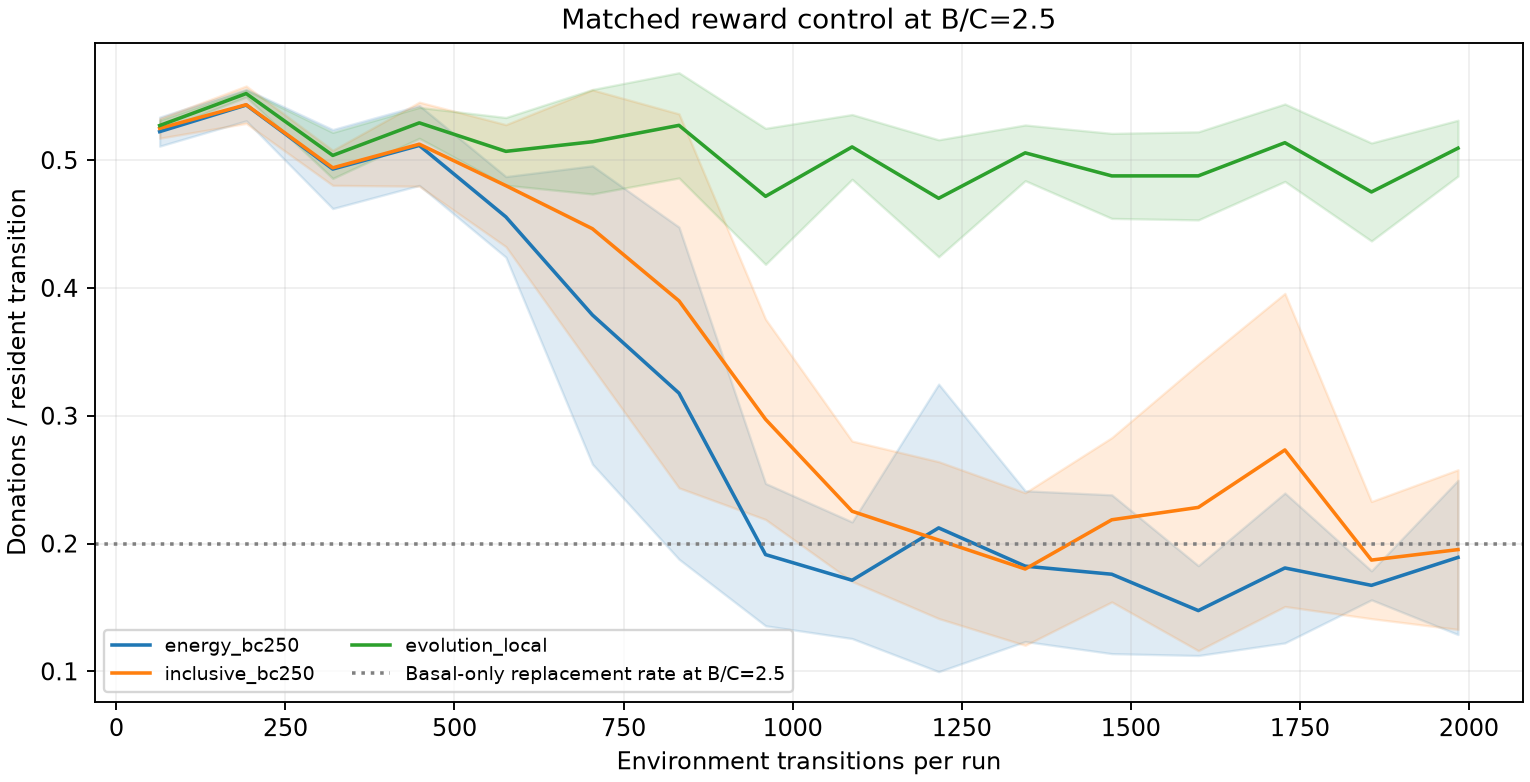 Matched reward control at B/C=2.5
Donations / resident transition
0.5
0.4
0.3
0.2
0.1
energy_bc250
inclusive_bc250
evolution_local
Basal-only replacement rate at B/C=2.5
0 250 500 750 1000 1250 1500 1750 2000
Environment transitions per run